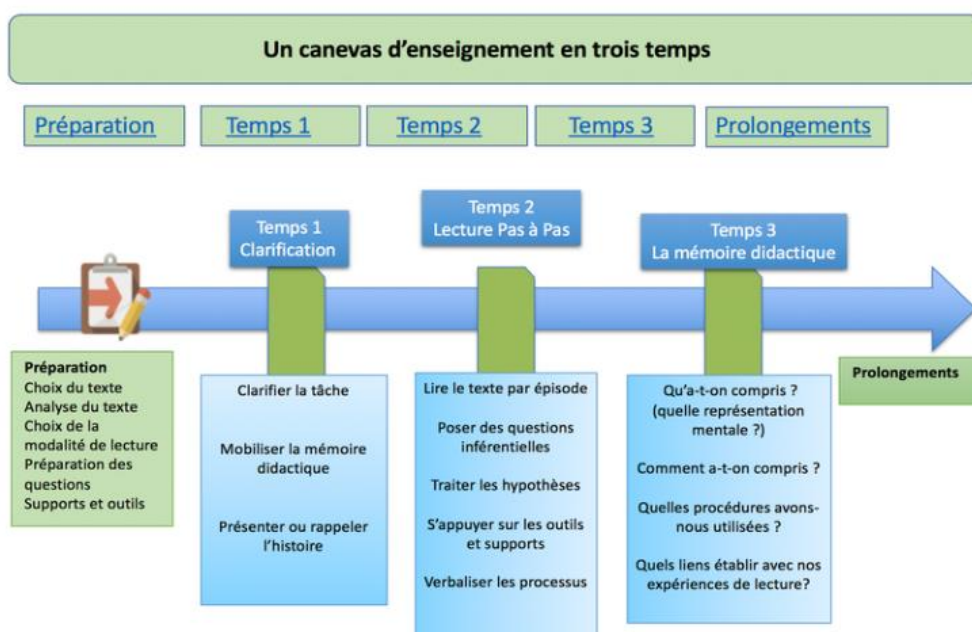 Un canevas d'enseignement en trois temps
Préparation
Temps 1
Temps 2
Temps 3
Prolongements
Temps 1
Clarification
Temps 2
Lecture Pas à Pas
Temps 3
La mémoire didactique
Préparation
Choix du texte
Analyse du texte
Choix de la
modalité de lecture
Préparation des
questions
Supports et outils
Clarifier la tâche
Mobiliser la mémoire
didactique
Présenter ou rappeler
l'histoire
Lire le texte par épisode
Poser des questions
inférentielles
Traiter les hypothèses
S'appuyer sur les outils
et supports
Verbaliser les processus
Qu'a-t-on compris ?
(quelle représentation
mentale ?)
Comment a-t-on compris ?
Quelles procédures avons-
nous utilisées ?
Quels liens établir avec nos
expériences de lecture?
Prolongements